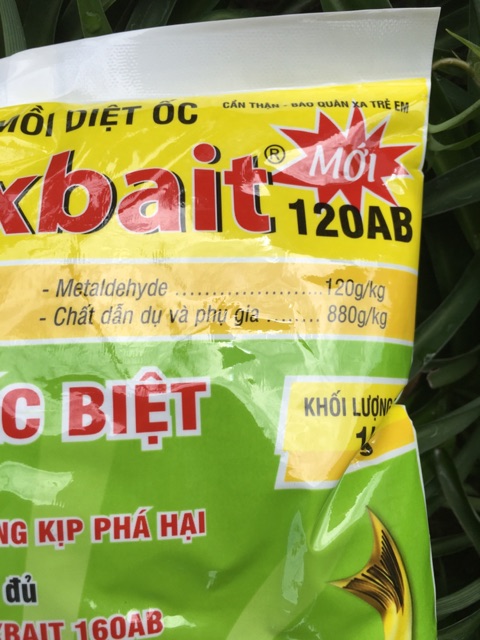 MỒI DIỆT ỐC
CẨN THẬN - BẢO QUẢN XA TRẺ EM
xbait® MỚI
120AB
- Metaldehyde ........................ 120g/kg
- Chất dẫn dụ và phụ gia ........ 880g/kg
C BIỆT
KHỐI LƯỢNG
NG KỊP PHÁ HẠI
đủ
XBAIT 160AB